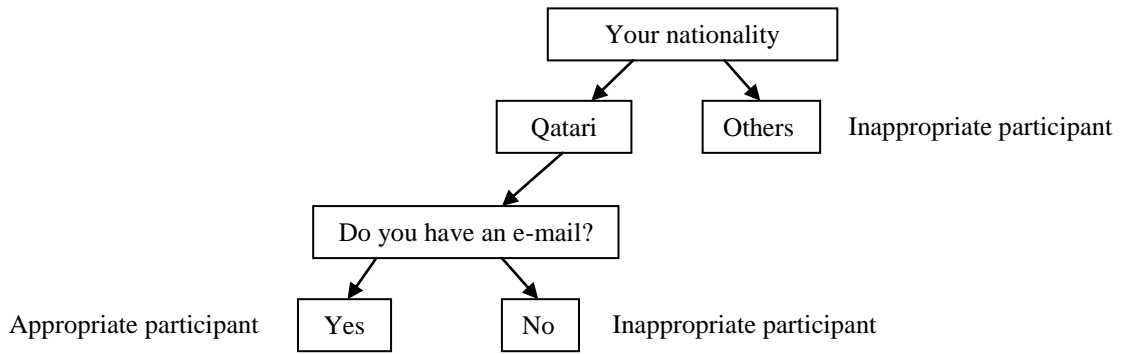 Your nationality
Qatari
Others
Inappropriate participant
Do you have an e-mail?
Appropriate participant
Yes
No
Inappropriate participant